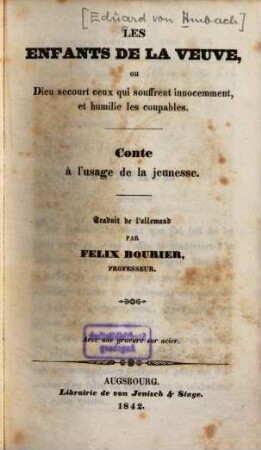 [Eduard von Ambach]
LES
ENFANTS DE LA VEUVE,
ou
Dieu secourt ceux qui souffrent innocemment,
et humilie les coupables.
Conte
à l'usage de la jeunesse.
Traduit de l'allemand
PAR
FELIX BOURIER,
PROFESSEUR.
Avec une gravure sur acier.
AUGSBOURG.
Librairie de von Jenisch & Stage.
1842.